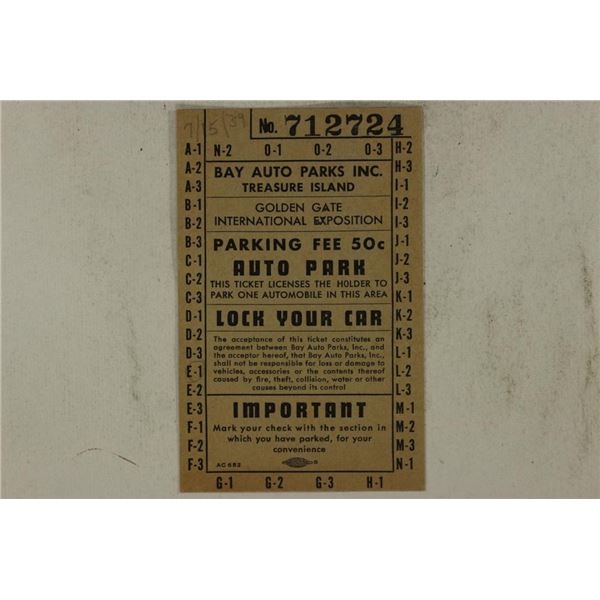 7/15/39
No. 712724
A-1 N-2 O-1 O-2 O-3 H-2
A-2 H-3
A-3 I-1
B-1 I-2
B-2 I-3
B-3 J-1
C-1 J-2
C-2 J-3
C-3 K-1
D-1 K-2
D-2 K-3
D-3 L-1
E-1 L-2
E-2 L-3
E-3 M-1
F-1 M-2
F-2 M-3
F-3 N-1
BAY AUTO PARKS INC.
TREASURE ISLAND
GOLDEN GATE
INTERNATIONAL EXPOSITION
PARKING FEE 50c
AUTO PARK
THIS TICKET LICENSES THE HOLDER TO
PARK ONE AUTOMOBILE IN THIS AREA
LOCK YOUR CAR
The acceptance of this ticket constitutes an
agreement between Bay Auto Parks, Inc., and
the acceptor hereof, that Bay Auto Parks, Inc.,
shall not be responsible for loss or damage to
vehicles, accessories or the contents thereof
caused by fire, theft, collision, water or other
causes beyond its control
IMPORTANT
Mark your check with the section in
which you have parked, for your
convenience
AC 682
G-1 G-2 G-3 H-1